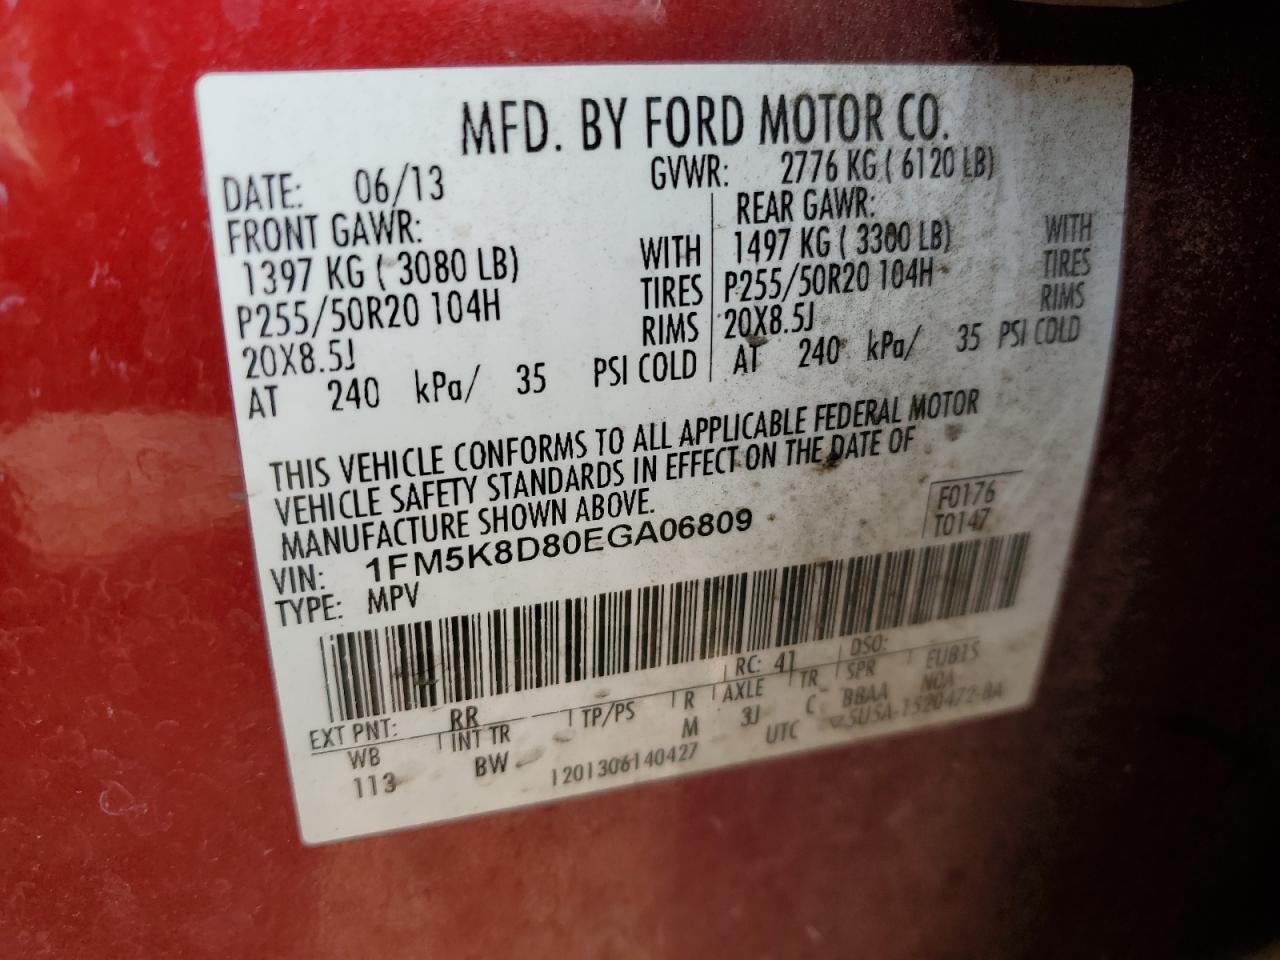 MFD. BY FORD MOTOR CO.
DATE: 06/13 GVWR: 2776 KG ( 6120 LB)
FRONT GAWR:
1397 KG ( 3080 LB) WITH
P255/50R20 104H TIRES
20X8.5J RIMS
AT 240 kPa/ 35 PSI COLD
REAR GAWR:
1497 KG ( 3300 LB) WITH
P255/50R20 104H TIRES
20X8.5J RIMS
AT 240 kPa/ 35 PSI COLD
THIS VEHICLE CONFORMS TO ALL APPLICABLE FEDERAL MOTOR
VEHICLE SAFETY STANDARDS IN EFFECT ON THE DATE OF
MANUFACTURE SHOWN ABOVE.
F0176
T0147
VIN: 1FM5K8D80EGA06809
TYPE: MPV
EXT PNT: RR RC: 41 DSO:
WB INT TR TP/PS R AXLE TR SPR EUBIS
113 BW M 3J C BBAA NOA
1201306140427 UTC